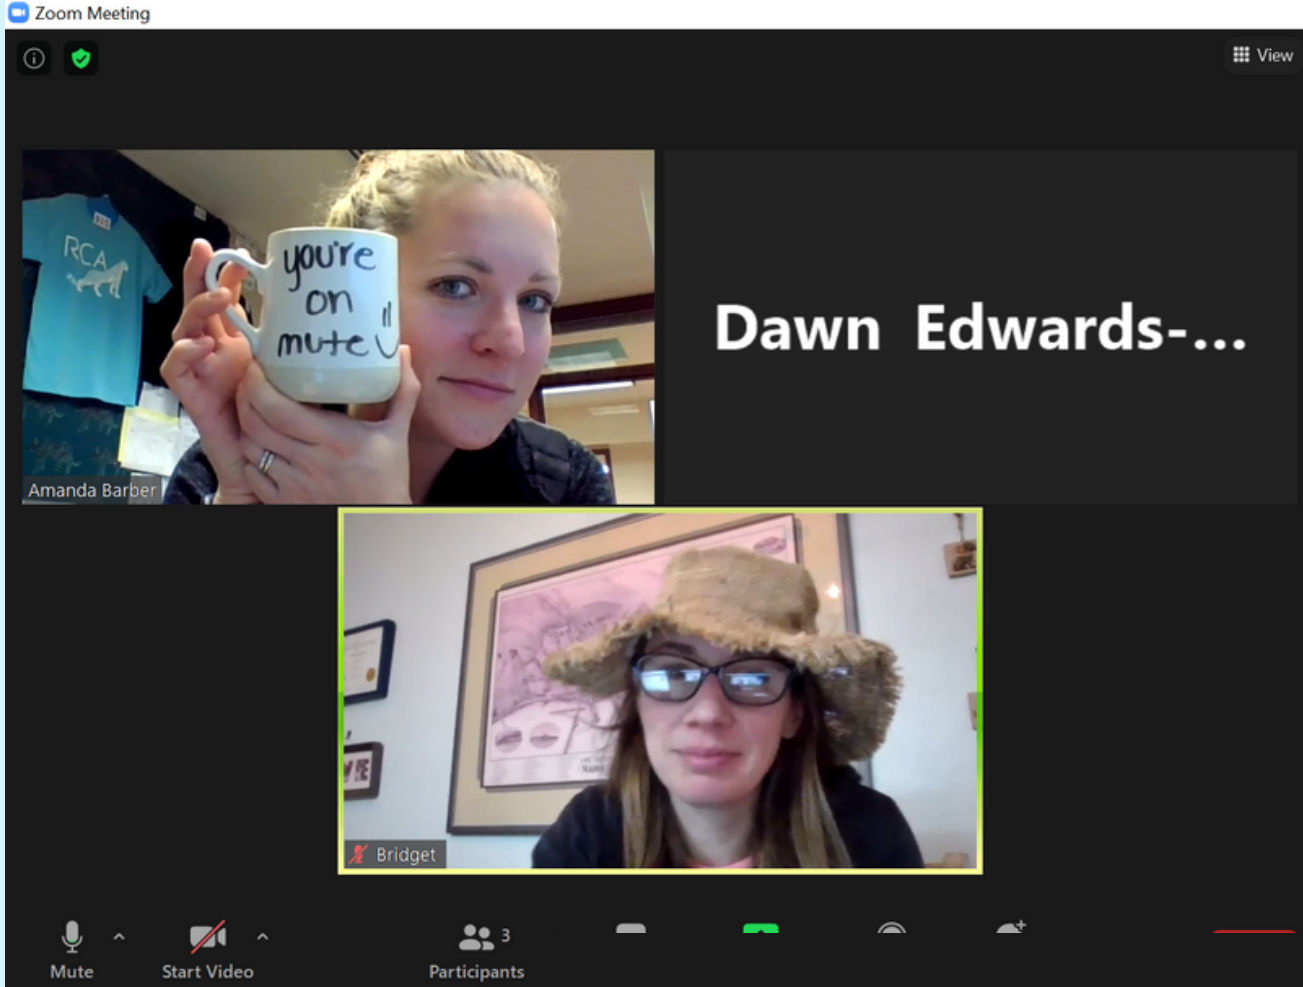 Zoom Meeting
View
RCA
you're
on
mute
Amanda Barber
Dawn Edwards-...
Bridget
3
Mute
Start Video
Participants